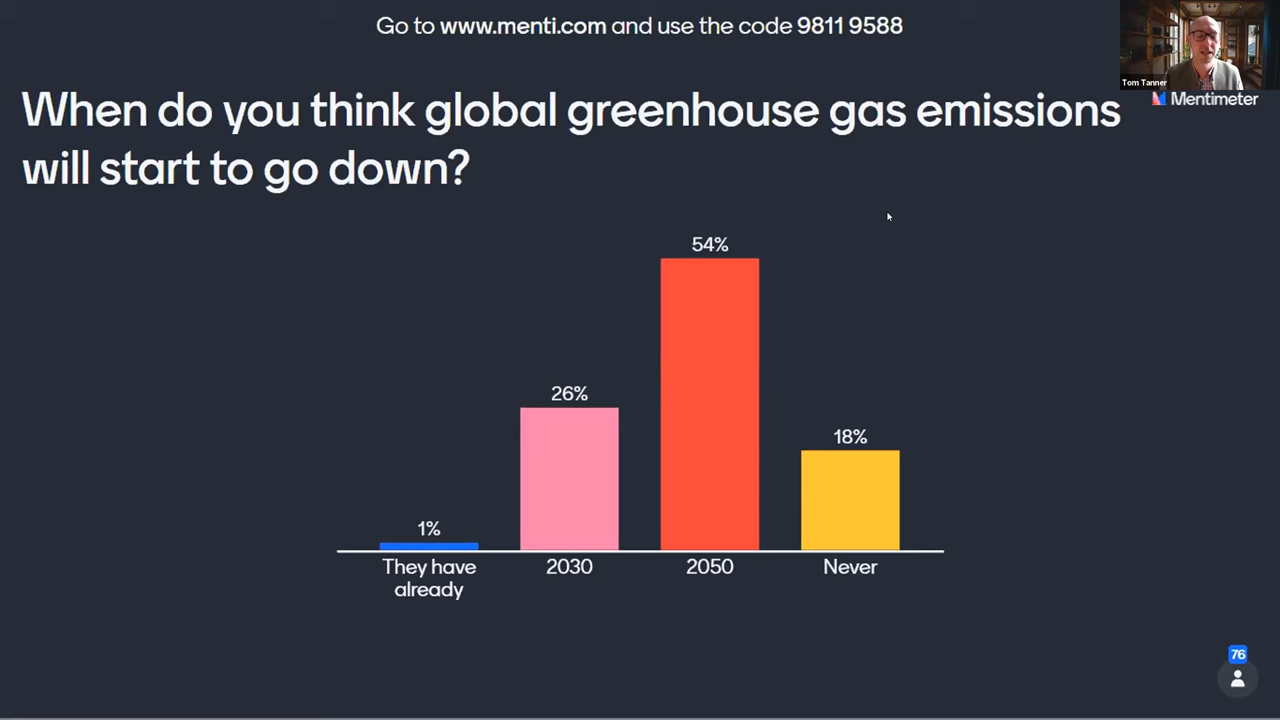 Go to www.menti.com and use the code 9811 9588
Tom Tanner
Mentimeter
When do you think global greenhouse gas emissions
will start to go down?
54%
26%
18%
1%
They have
already
2030
2050
Never
76